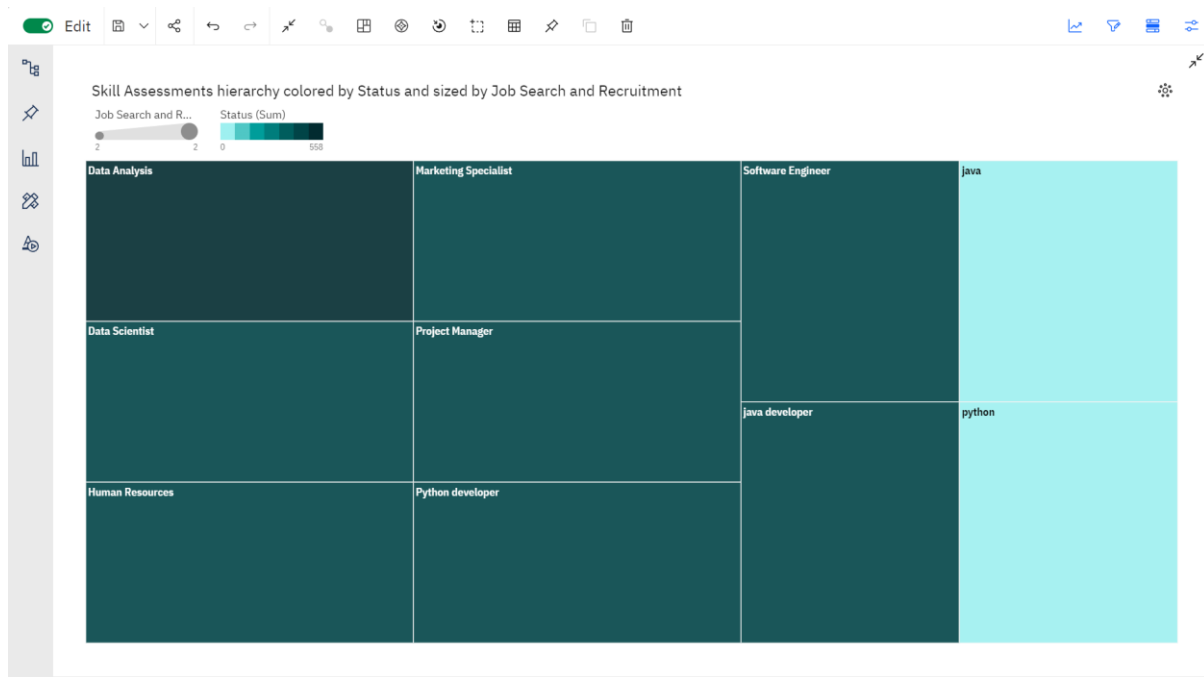 Edit
Skill Assessments hierarchy colored by Status and sized by Job Search and Recruitment
Job Search and R... Status (Sum)
2 2 0 558
Data Analysis Marketing Specialist Software Engineer java
Data Scientist Project Manager
java developer python
Human Resources Python developer